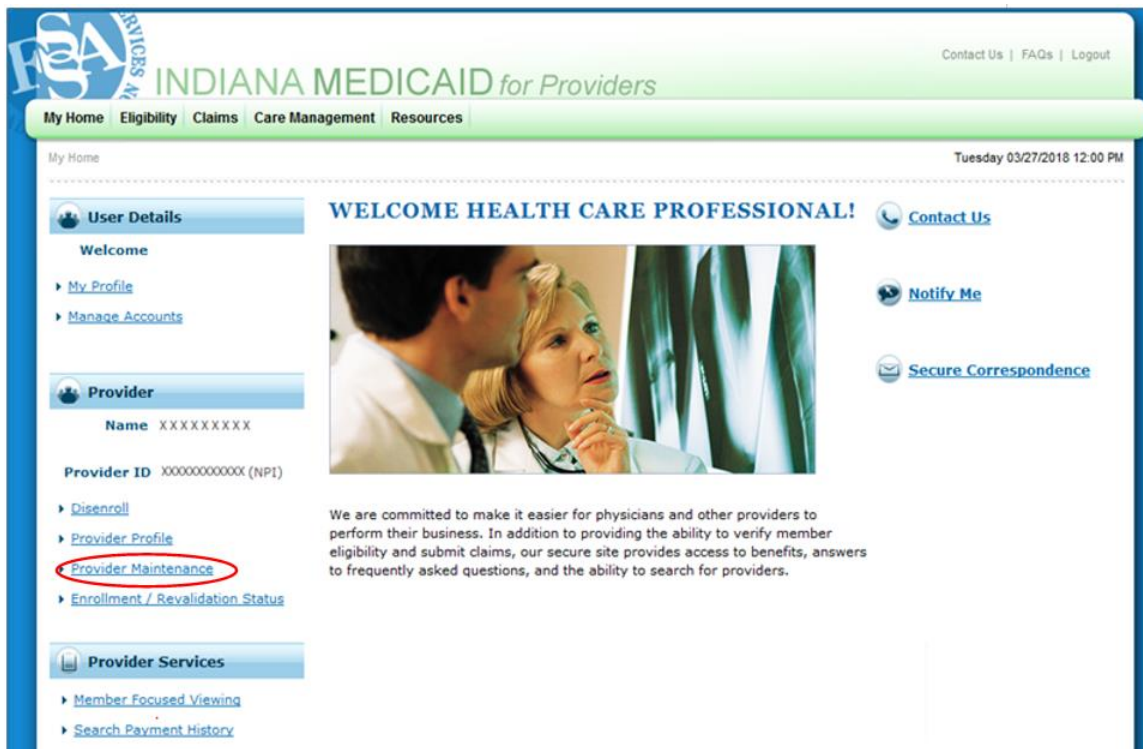 FSSA
SERVICES
INDIANA MEDICAID for Providers
Contact Us | FAQs | Logout
My Home Eligibility Claims Care Management Resources
My Home
Tuesday 03/27/2018 12:00 PM
User Details
Welcome
My Profile
Manage Accounts
Provider
Name XXXXXXXXX
Provider ID XXXXXXXXXXXX (NPI)
Disenroll
Provider Profile
Provider Maintenance
Enrollment / Revalidation Status
Provider Services
Member Focused Viewing
Search Payment History
WELCOME HEALTH CARE PROFESSIONAL!
We are committed to make it easier for physicians and other providers to
perform their business. In addition to providing the ability to verify member
eligibility and submit claims, our secure site provides access to benefits, answers
to frequently asked questions, and the ability to search for providers.
Contact Us
Notify Me
Secure Correspondence